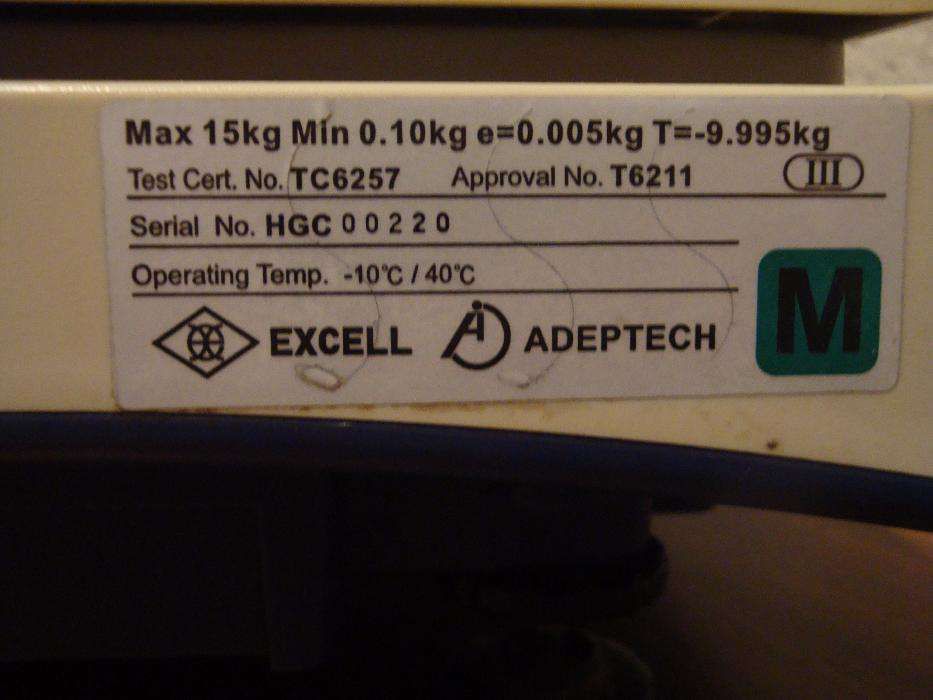 Max 15kg Min 0.10kg e=0.005kg T=-9.995kg
Test Cert. No. TC6257 Approval No. T6211 III
Serial No. HGC 00220
Operating Temp. -10℃ / 40℃
EXCELL ADEPTECH M